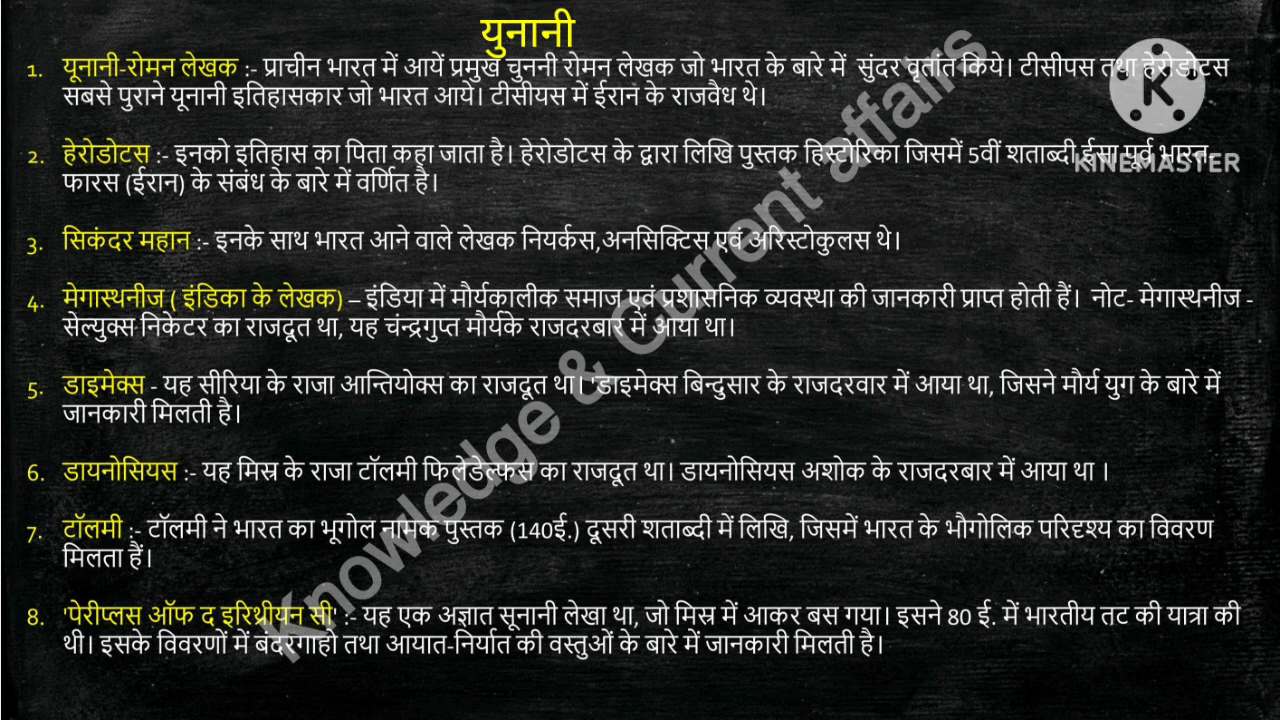 युनानी
1. यूनानी-रोमन लेखक :- प्राचीन भारत में आयें प्रमुख चुननी रोमन लेखक जो भारत के बारे में सुंदर वृतांत किये। टीसीपस तथा हेरोडोटस
सबसे पुराने यूनानी इतिहासकार जो भारत आये। टीसीयस में ईरान के राजवैध थे।
2. हेरोडोटस :- इनको इतिहास का पिता कहा जाता है। हेरोडोटस के द्वारा लिखि पुस्तक हिस्टोरिका जिसमें 5वीं शताब्दी ईसा पूर्व भारत-
फारस (ईरान) के संबंध के बारे में वर्णित है।
3. सिकंदर महान :- इनके साथ भारत आने वाले लेखक नियर्कस,अनसिक्टिस एवं अरिस्टोकुलस थे।
4. मेगास्थनीज ( इंडिका के लेखक) – इंडिया में मौर्यकालीक समाज एवं प्रशासनिक व्यवस्था की जानकारी प्राप्त होती हैं। नोट- मेगास्थनीज -
सेल्युक्स निकेटर का राजदूत था, यह चंन्द्रगुप्त मौर्यके राजदरबार में आया था।
5. डाइमेक्स - यह सीरिया के राजा आन्तियोक्स का राजदूत था। 'डाइमेक्स बिन्दुसार के राजदरवार में आया था, जिसने मौर्य युग के बारे में
जानकारी मिलती है।
6. डायनोसियस :- यह मिस्र के राजा टॉलमी फिलेडेल्फस का राजदूत था। डायनोसियस अशोक के राजदरबार में आया था ।
7. टॉलमी :- टॉलमी ने भारत का भूगोल नामक पुस्तक (140ई.) दूसरी शताब्दी में लिखि, जिसमें भारत के भौगोलिक परिदृश्य का विवरण
मिलता हैं।
8. 'पेरीप्लस ऑफ द इरिथ्रीयन सी' :- यह एक अज्ञात सूनानी लेखा था, जो मिस्र में आकर बस गया। इसने 80 ई. में भारतीय तट की यात्रा की
थी। इसके विवरणों में बंदरगाहो तथा आयात-निर्यात की वस्तुओं के बारे में जानकारी मिलती है।
Knowledge & Current affairs
K
KINEMASTER